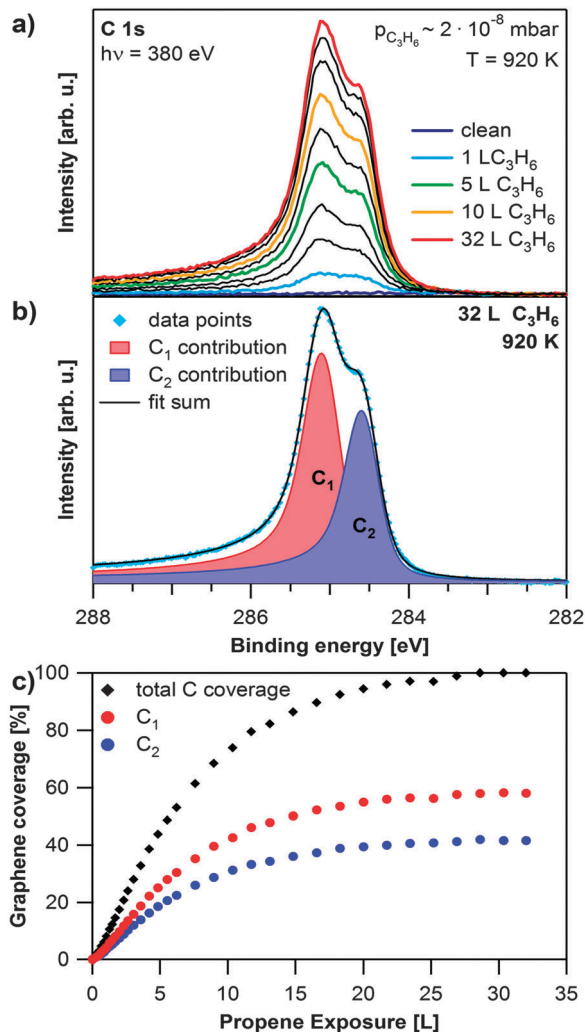 a)
C 1s
hν = 380 eV
p_C₃H₆ ~ 2 · 10⁻⁸ mbar
T = 920 K
Intensity [arb. u.]
clean
1 LC₃H₆
5 L C₃H₆
10 L C₃H₆
32 L C₃H₆
b)
data points
C₁ contribution
C₂ contribution
fit sum
32 L C₃H₆
920 K
Intensity [arb. u.]
C₁
C₂
288 286 284 282
Binding energy [eV]
c)
total C coverage
C₁
C₂
Graphene coverage [%]
100
80
60
40
20
0
0 5 10 15 20 25 30 35
Propene Exposure [L]